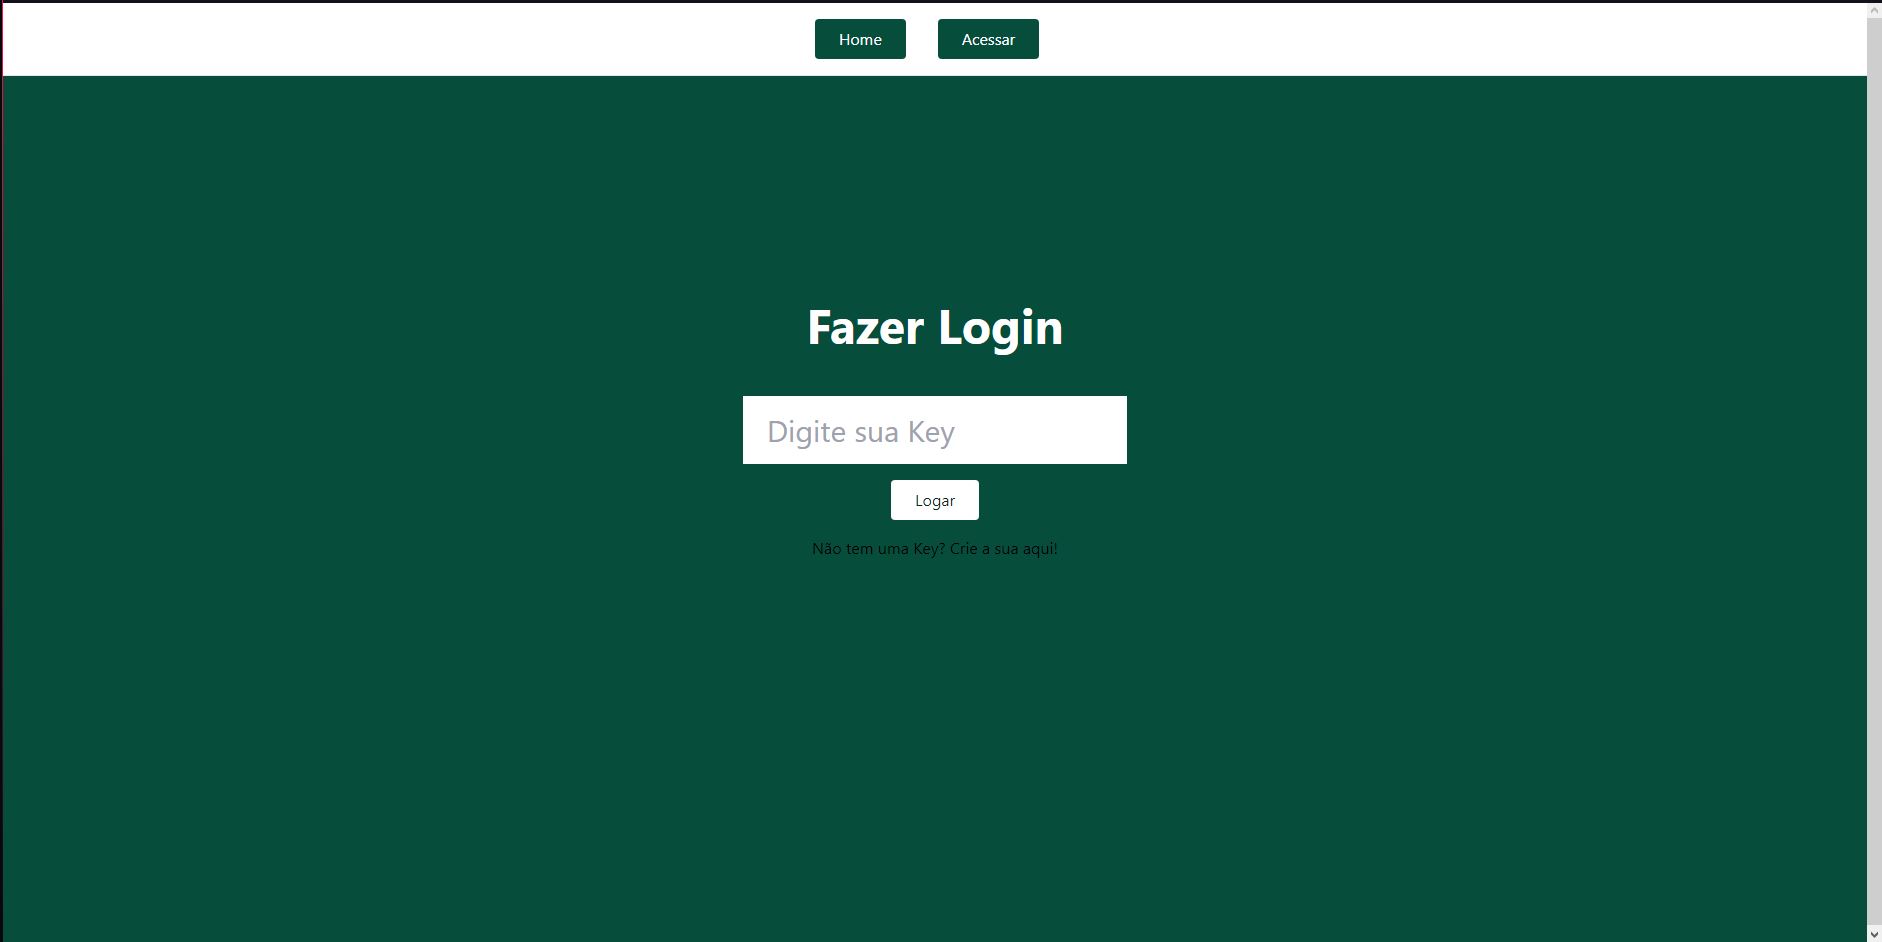 Home Acessar
Fazer Login
Digite sua Key
Logar
Não tem uma Key? Crie a sua aqui!